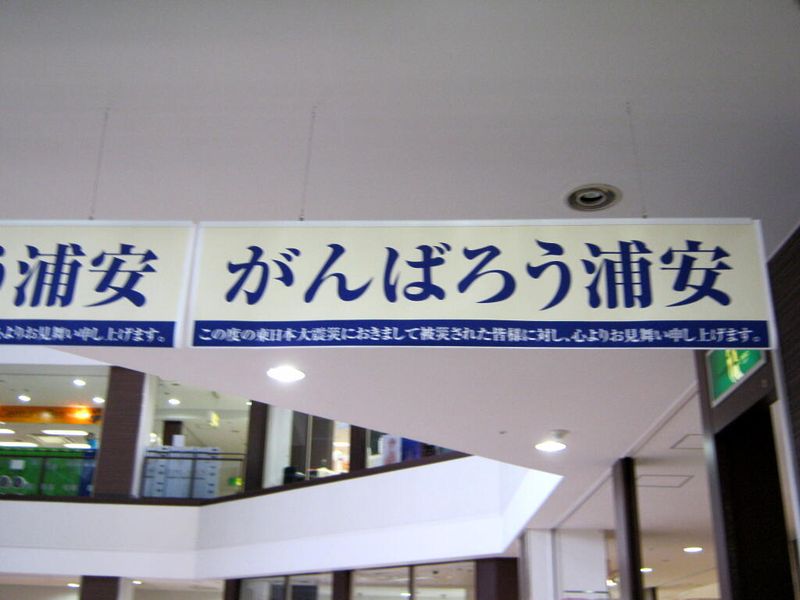 う浦安
心よりお見舞い申し上げます。
がんばろう浦安
この度の東日本大震災におきまして被災された皆様に対し、心よりお見舞い申し上げます。